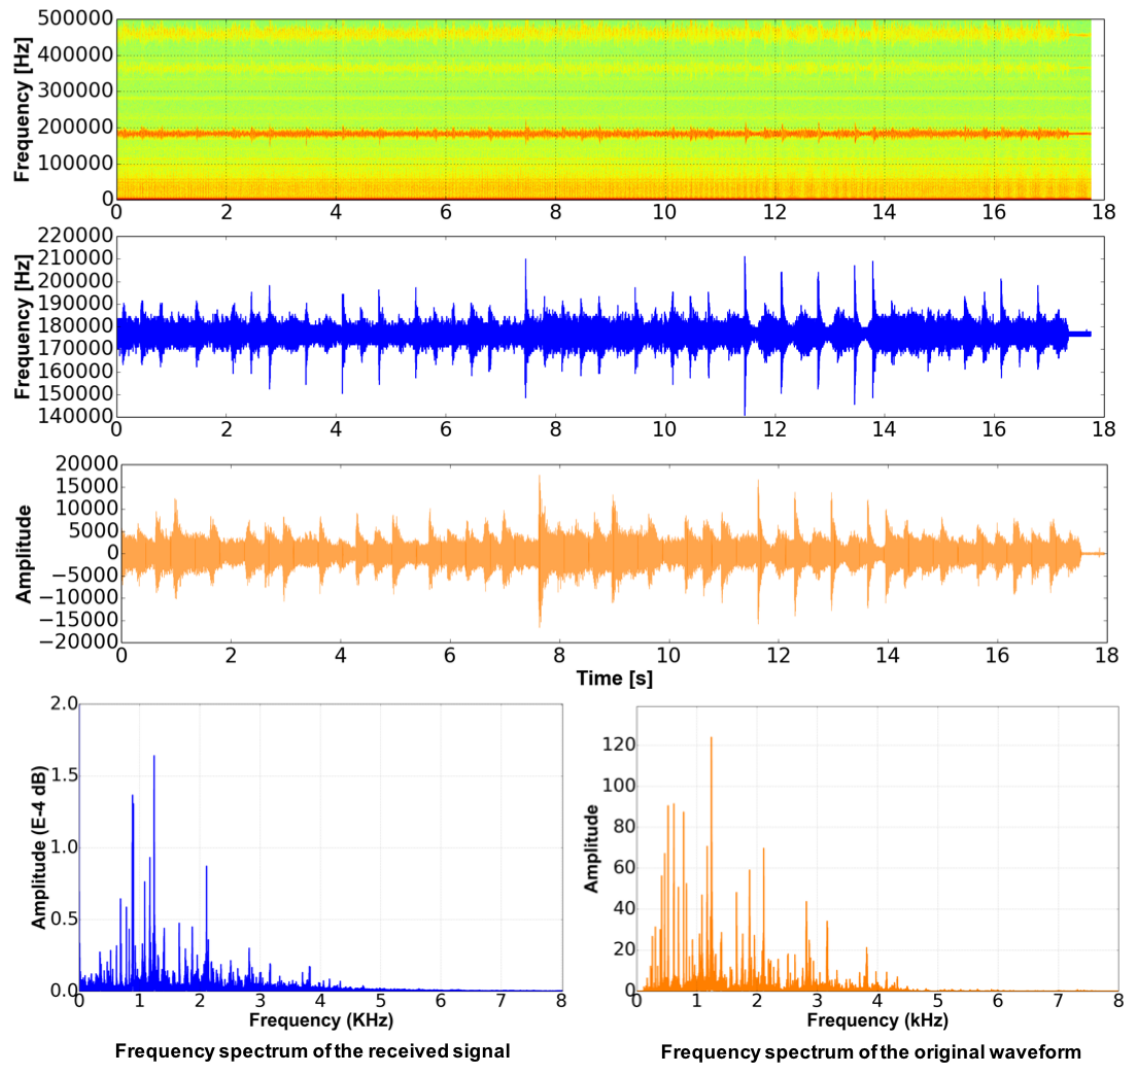 Frequency [Hz]
500000
400000
300000
200000
100000
0
0 2 4 6 8 10 12 14 16 18
Frequency [Hz]
220000
210000
200000
190000
180000
170000
160000
150000
140000
0 2 4 6 8 10 12 14 16 18
Amplitude
20000
15000
10000
5000
0
−5000
−10000
−15000
−20000
0 2 4 6 8 10 12 14 16 18
Time [s]
Amplitude (E-4 dB)
2.0
1.5
1.0
0.5
0.0
0 1 2 3 4 5 6 7 8
Frequency (KHz)
Frequency spectrum of the received signal
Amplitude
120
100
80
60
40
20
0
0 1 2 3 4 5 6 7 8
Frequency (kHz)
Frequency spectrum of the original waveform